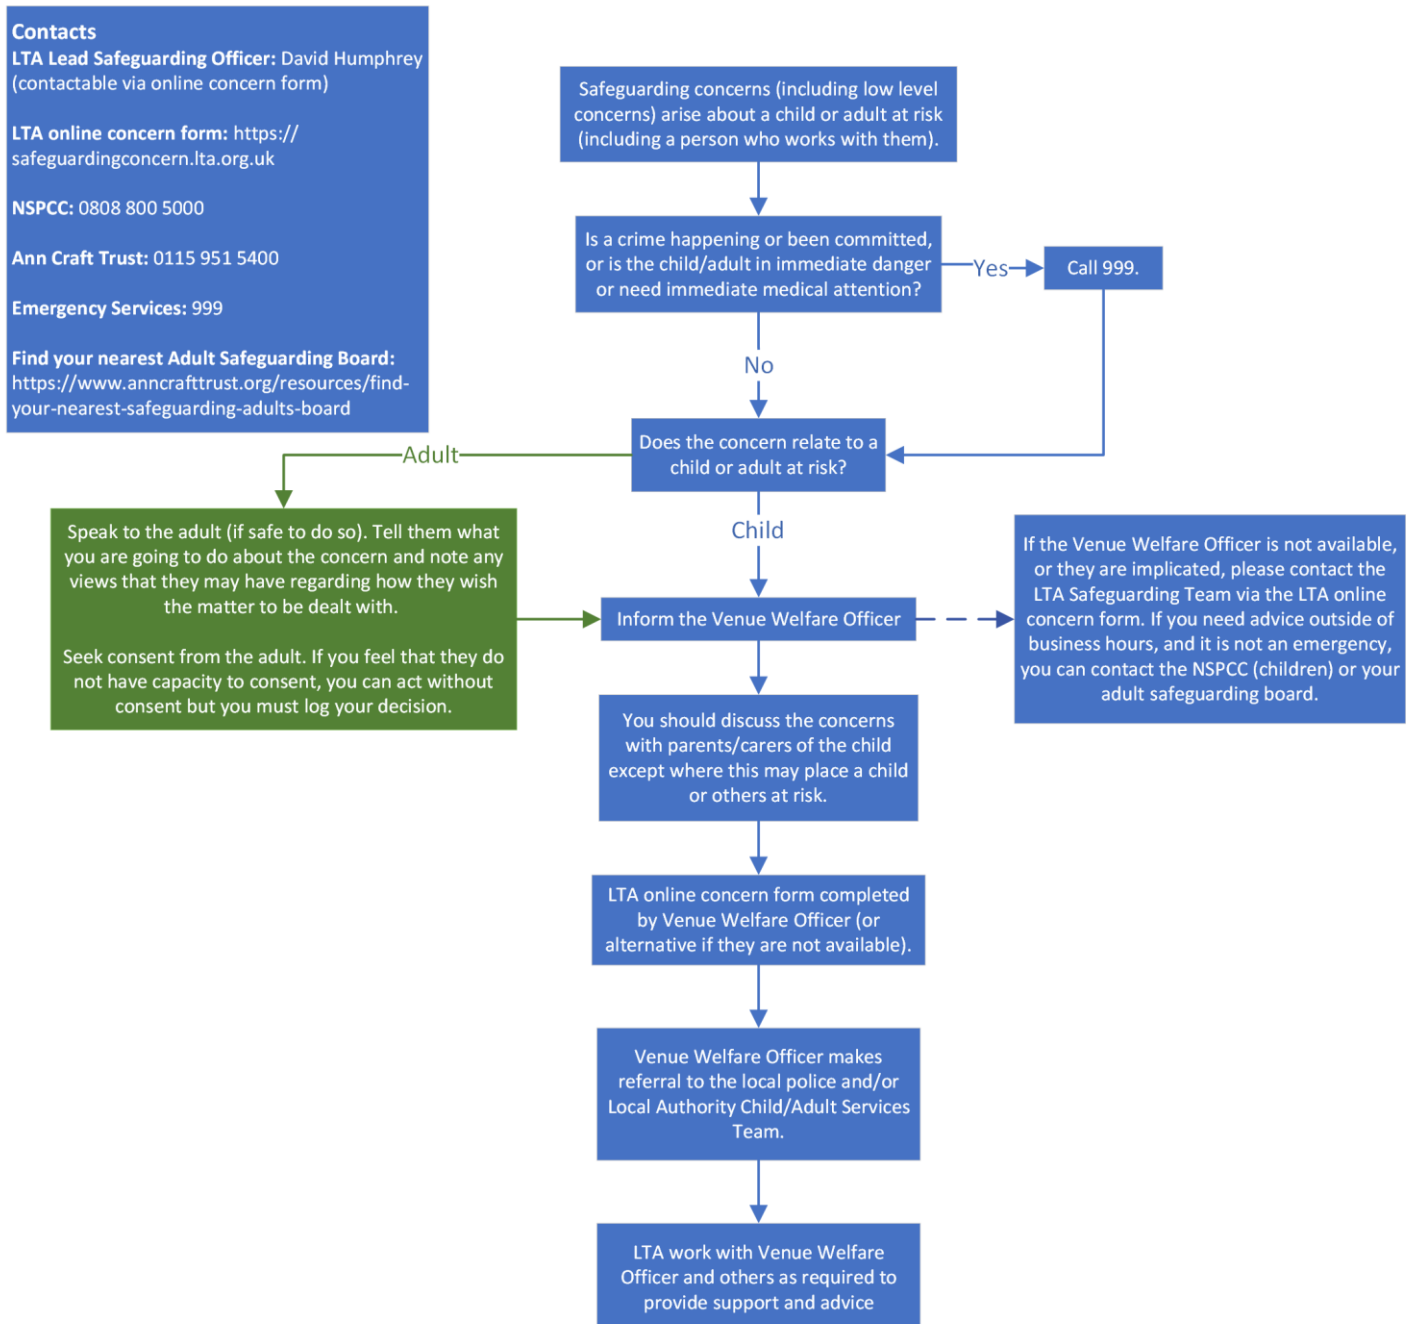 Contacts
LTA Lead Safeguarding Officer: David Humphrey
(contactable via online concern form)
LTA online concern form: https://
safeguardingconcern.lta.org.uk
NSPCC: 0808 800 5000
Ann Craft Trust: 0115 951 5400
Emergency Services: 999
Find your nearest Adult Safeguarding Board:
https://www.anncrafttrust.org/resources/find-
your-nearest-safeguarding-adults-board
Safeguarding concerns (including low level
concerns) arise about a child or adult at risk
(including a person who works with them).
Is a crime happening or been committed,
or is the child/adult in immediate danger
or need immediate medical attention?
Yes
Call 999.
No
Does the concern relate to a
child or adult at risk?
Adult
Speak to the adult (if safe to do so). Tell them what
you are going to do about the concern and note any
views that they may have regarding how they wish
the matter to be dealt with.
Seek consent from the adult. If you feel that they do
not have capacity to consent, you can act without
consent but you must log your decision.
Child
Inform the Venue Welfare Officer
If the Venue Welfare Officer is not available,
or they are implicated, please contact the
LTA Safeguarding Team via the LTA online
concern form. If you need advice outside of
business hours, and it is not an emergency,
you can contact the NSPCC (children) or your
adult safeguarding board.
You should discuss the concerns
with parents/carers of the child
except where this may place a child
or others at risk.
LTA online concern form completed
by Venue Welfare Officer (or
alternative if they are not available).
Venue Welfare Officer makes
referral to the local police and/or
Local Authority Child/Adult Services
Team.
LTA work with Venue Welfare
Officer and others as required to
provide support and advice